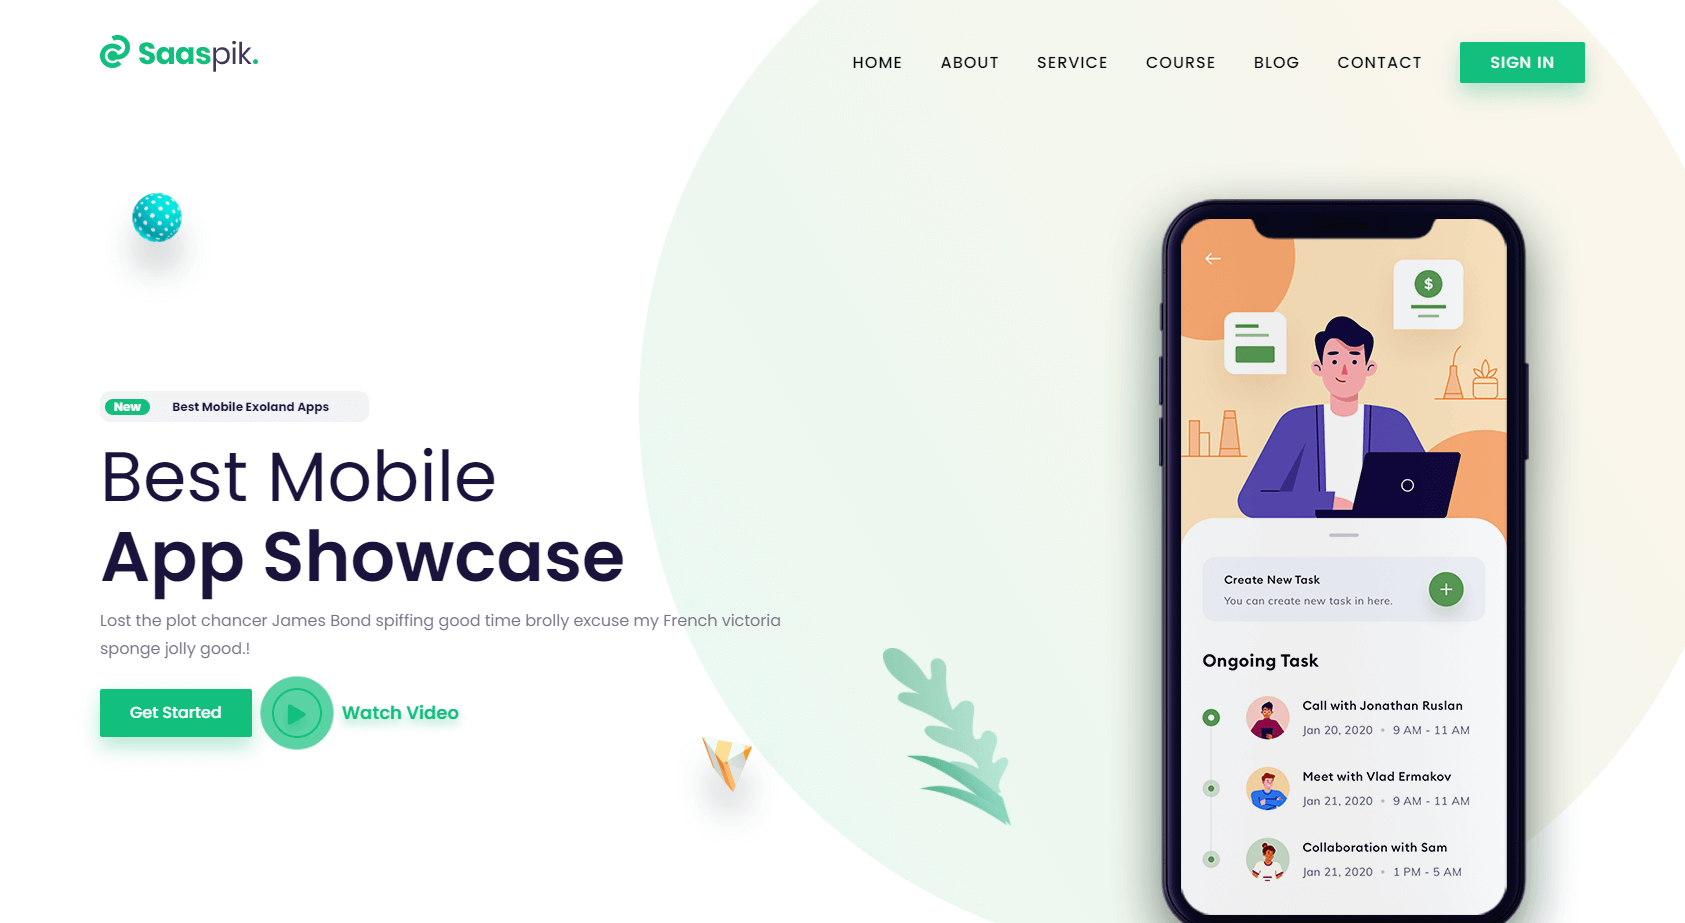 Saaspik.
HOME ABOUT SERVICE COURSE BLOG CONTACT SIGN IN
New Best Mobile Exoland Apps
Best Mobile
App Showcase
Lost the plot chancer James Bond spiffing good time brolly excuse my French victoria
sponge jolly good.!
Get Started Watch Video
$
Create New Task
You can create new task in here.
Ongoing Task
Call with Jonathan Ruslan
Jan 20, 2020 • 9 AM - 11 AM
Meet with Vlad Ermakov
Jan 21, 2020 • 9 AM - 11 AM
Collaboration with Sam
Jan 21, 2020 • 1 PM - 5 AM